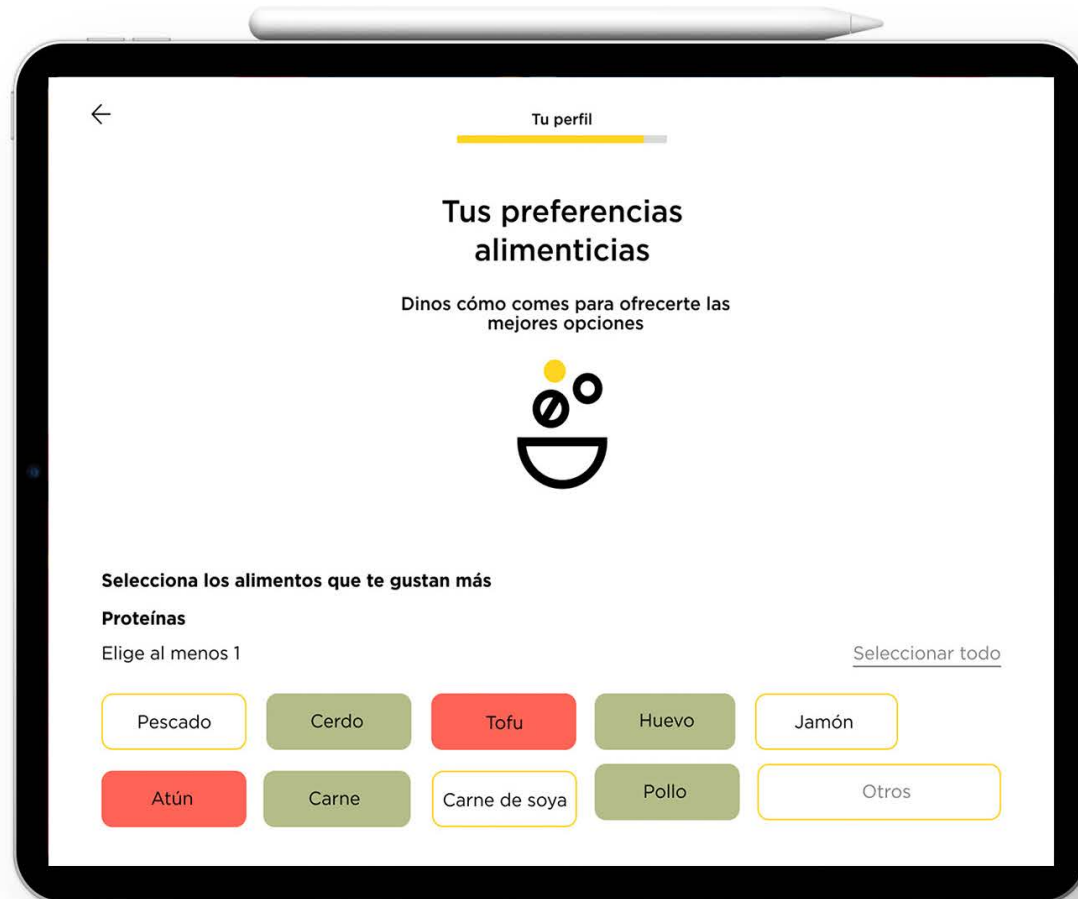 Tu perfil
Tus preferencias
alimenticias
Dinos cómo comes para ofrecerte las
mejores opciones
Selecciona los alimentos que te gustan más
Proteínas
Elige al menos 1
Seleccionar todo
Pescado
Cerdo
Tofu
Huevo
Jamón
Atún
Carne
Carne de soya
Pollo
Otros